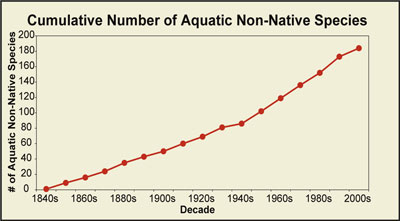 Cumulative Number of Aquatic Non-Native Species
# of Aquatic Non-Native Species
200
180
160
140
120
100
80
60
40
20
0
1840s 1860s 1880s 1900s 1920s 1940s 1960s 1980s 2000s
Decade